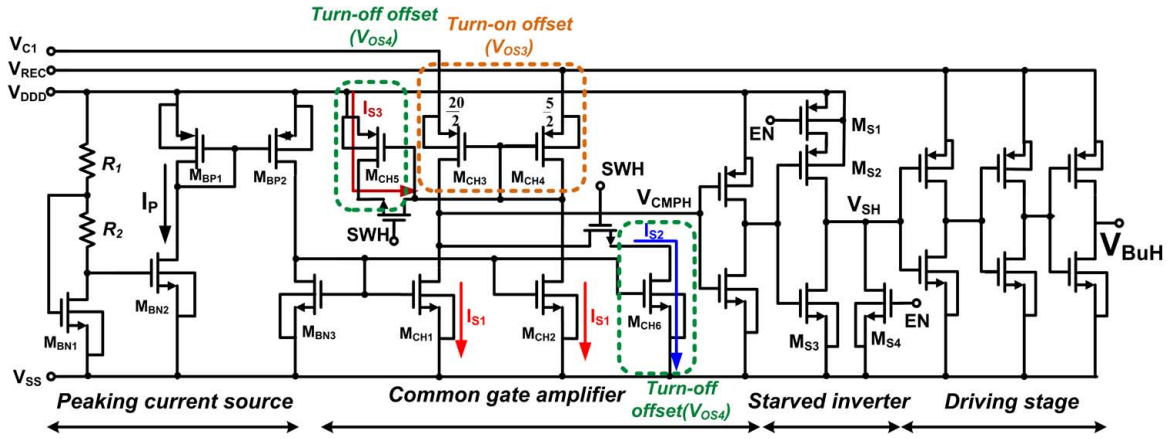 Turn-off offset
(VOS4)
Turn-on offset
(VOS3)
VC1
VREC
VDDD
IS3
20/2
5/2
EN
MS1
R1
MBP1
MBP2
MCH5
MCH3
MCH4
SWH
MS2
IP
VCMPH
VSH
R2
SWH
IS2
VBuH
MBN2
MBN1
MBN3
MCH1
IS1
MCH2
IS1
MCH6
MS3
MS4
EN
VSS
Peaking current source
Common gate amplifier
Turn-off
offset(VOS4)
Starved inverter
Driving stage